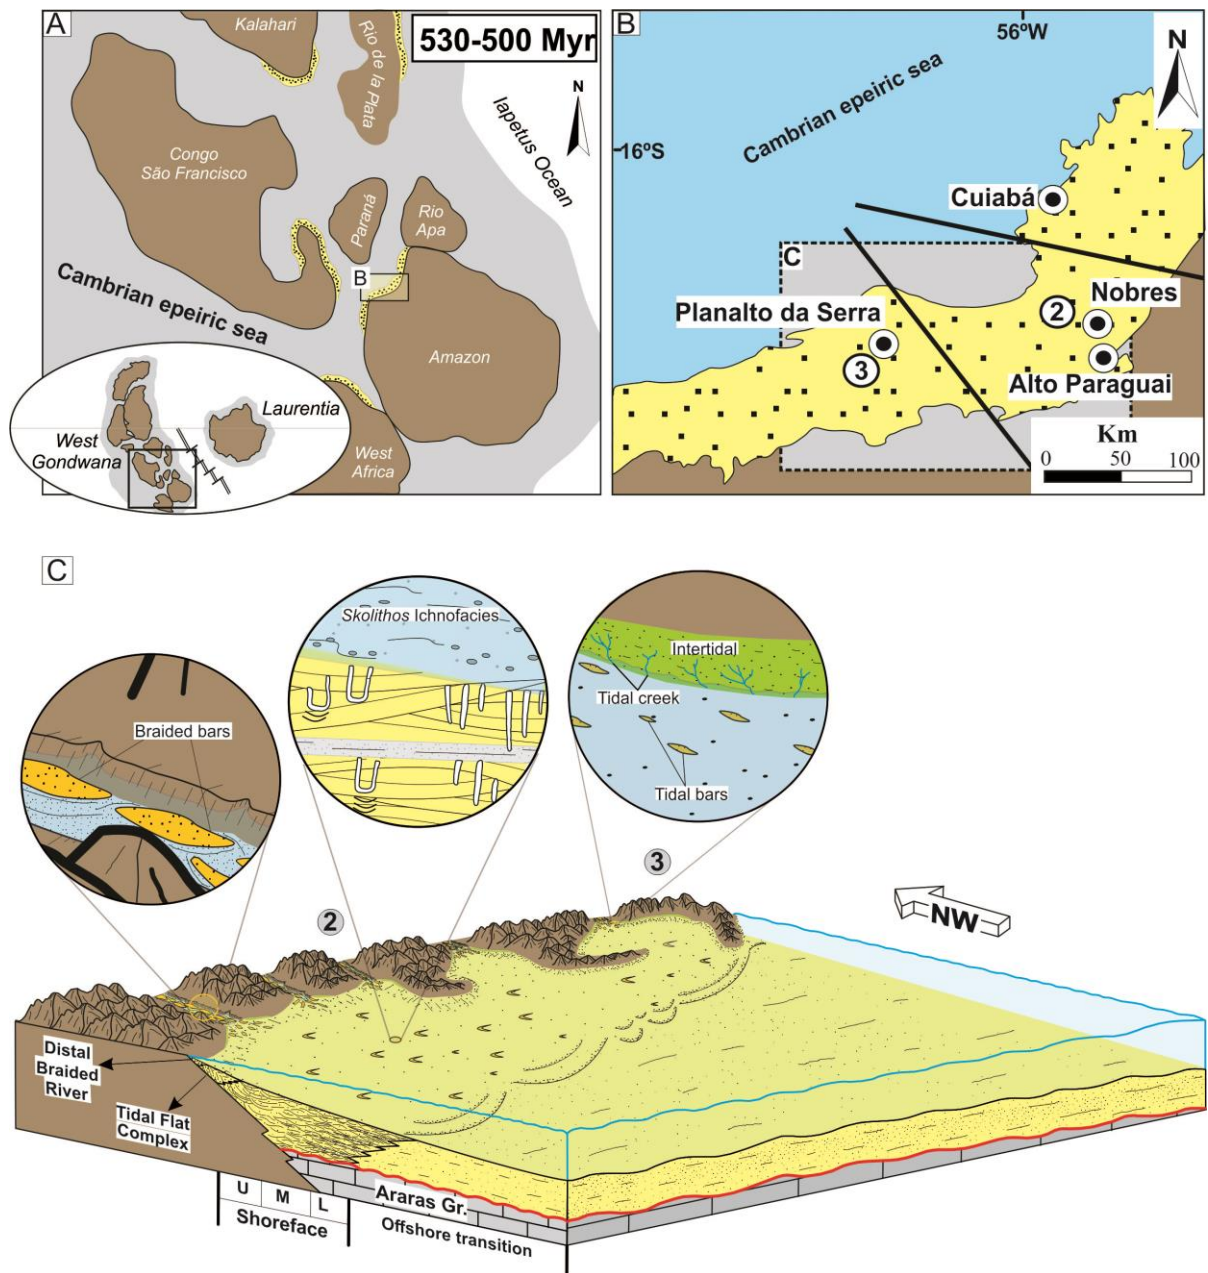 A
530-500 Myr
Kalahari
Rio de la Plata
N
Iapetus Ocean
Congo
São Francisco
Paraná
Rio
Apa
B
Cambrian epeiric sea
Amazon
Laurentia
West
Gondwana
West
Africa
B
56ºW
N
Cambrian epeiric sea
16ºS
Cuiabá
C
Nobres
2
Planalto da Serra
3
Alto Paraguai
Km
0 50 100
C
Skolithos Ichnofacies
Intertidal
Tidal creek
Braided bars
Tidal bars
3
2
NW
Distal
Braided
River
Tidal Flat
Complex
U M L
Shoreface
Araras Gr.
Offshore transition